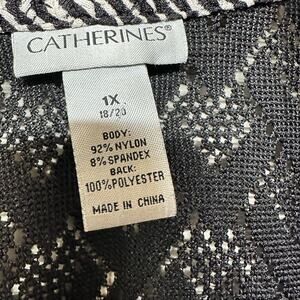 CATHERINES®
1X
18/20
BODY:
92% NYLON
8% SPANDEX
BACK:
100% POLYESTER
MADE IN CHINA